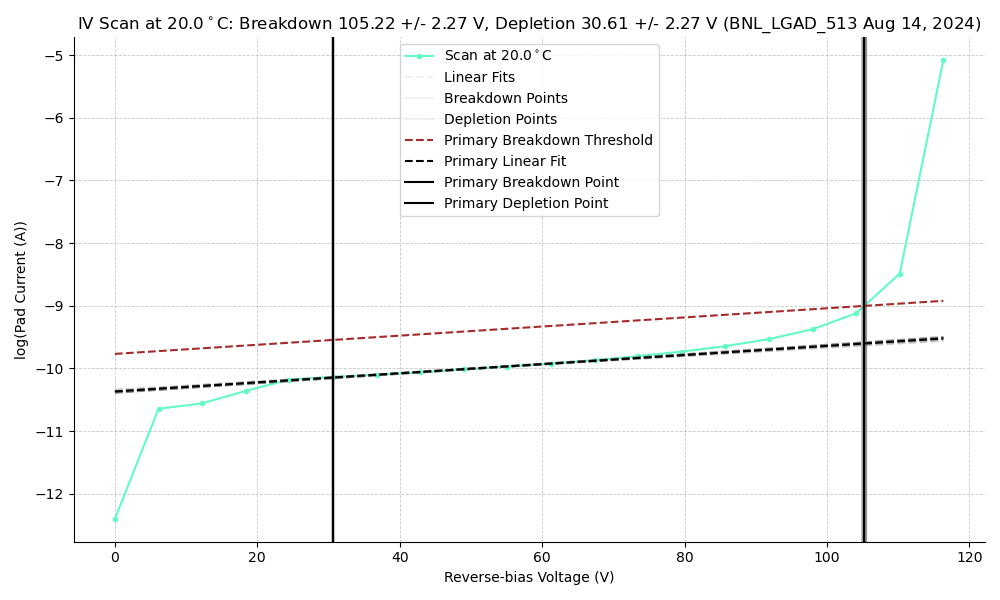 IV Scan at 20.0°C: Breakdown 105.22 +/- 2.27 V, Depletion 30.61 +/- 2.27 V (BNL_LGAD_513 Aug 14, 2024)
Scan at 20.0°C
Linear Fits
Breakdown Points
Depletion Points
Primary Breakdown Threshold
Primary Linear Fit
Primary Breakdown Point
Primary Depletion Point
log(Pad Current (A))
−5
−6
−7
−8
−9
−10
−11
−12
0 20 40 60 80 100 120
Reverse-bias Voltage (V)